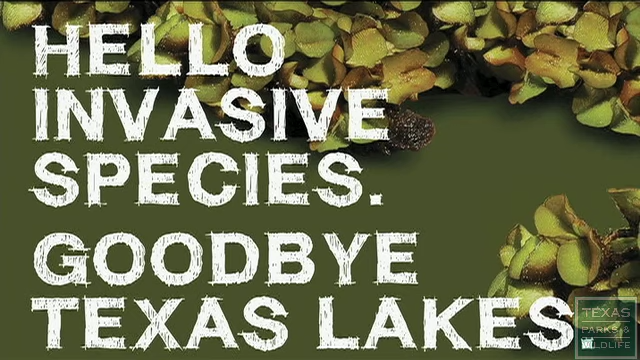 HELLO
INVASIVE
SPECIES.
GOODBYE
TEXAS LAKES
TEXAS
PARKS &
WILDLIFE